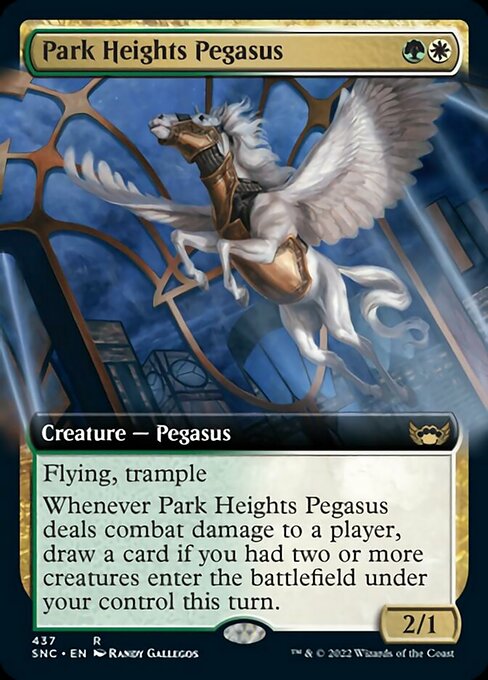 Park Heights Pegasus
Creature — Pegasus
Flying, trample
Whenever Park Heights Pegasus
deals combat damage to a player,
draw a card if you had two or more
creatures enter the battlefield under
your control this turn.
2/1
437 R
SNC • EN Randy Gallegos
™ & © 2022 Wizards of the Coast